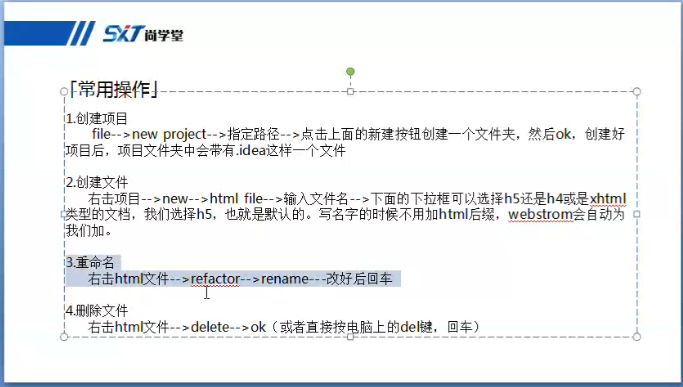 SXT尚学堂
「常用操作」
1.创建项目
file-->new project-->指定路径-->点击上面的新建按钮创建一个文件夹，然后ok，创建好
项目后，项目文件夹中会带有.idea这样一个文件
2.创建文件
右击项目-->new-->html file-->输入文件名-->下面的下拉框可以选择h5还是h4或是xhtml
类型的文档，我们选择h5，也就是默认的。写名字的时候不用加html后缀，webstrom会自动为
我们加。
3.重命名
右击html文件-->refactor-->rename---改好后回车
4.删除文件
右击html文件-->delete-->ok（或者直接按电脑上的del键，回车）